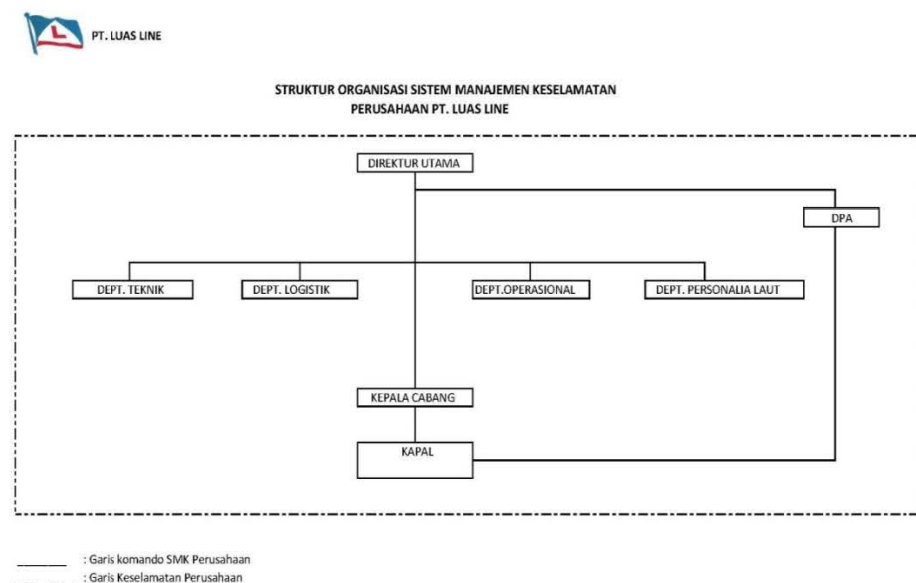 L
PT. LUAS LINE
STRUKTUR ORGANISASI SISTEM MANAJEMEN KESELAMATAN
PERUSAHAAN PT. LUAS LINE
DIREKTUR UTAMA
DPA
DEPT. TEKNIK
DEPT. LOGISTIK
DEPT.OPERASIONAL
DEPT. PERSONALIA LAUT
KEPALA CABANG
KAPAL
: Garis komando SMK Perusahaan
: Garis Keselamatan Perusahaan